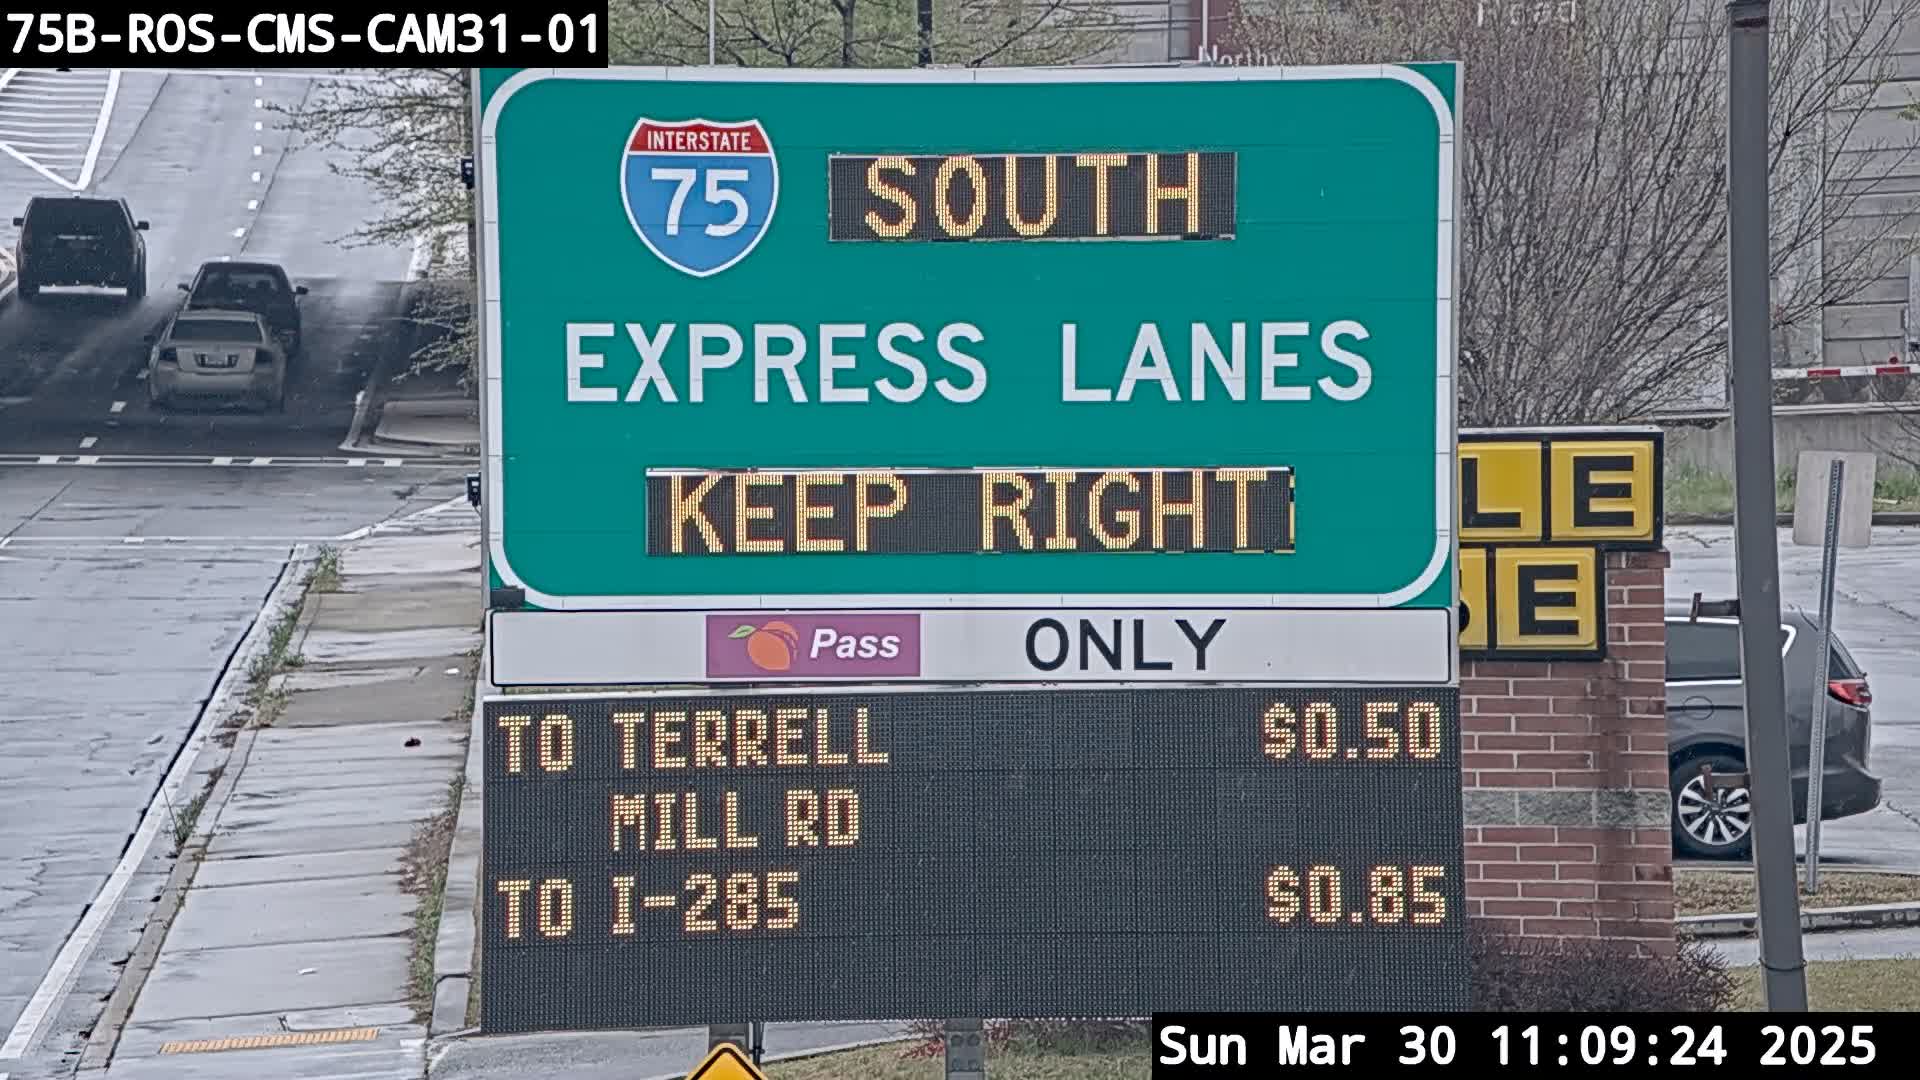 75B-ROS-CMS-CAM31-01
INTERSTATE
75
SOUTH
EXPRESS LANES
KEEP RIGHT
Pass ONLY
TO TERRELL $0.50
MILL RD
TO I-285 $0.85
LE
E
Sun Mar 30 11:09:24 2025